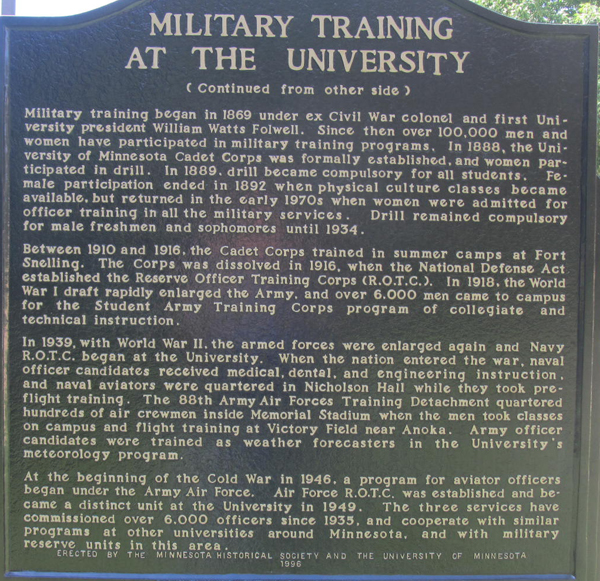 MILITARY TRAINING
AT THE UNIVERSITY
(Continued from other side)
Military training began in 1869 under ex Civil War colonel and first Uni-
versity president William Watts Folwell. Since then over 100,000 men and
women have participated in military training programs. In 1888, the Uni-
versity of Minnesota Cadet Corps was formally established, and women par-
ticipated in drill. In 1889, drill became compulsory for all students. Fe-
male participation ended in 1892 when physical culture classes became
available, but returned in the early 1970s when women were admitted for
officer training in all the military services. Drill remained compulsory
for male freshmen and sophomores until 1934.
Between 1910 and 1916, the Cadet Corps trained in summer camps at Fort
Snelling. The Corps was dissolved in 1916, when the National Defense Act
established the Reserve Officer Training Corps (R.O.T.C.). In 1918, the World
War I draft rapidly enlarged the Army, and over 6,000 men came to campus
for the Student Army Training Corps program of collegiate and
technical instruction.
In 1939, with World War II, the armed forces were enlarged again and Navy
R.O.T.C. began at the University. When the nation entered the war, naval
officer candidates received medical, dental, and engineering instruction,
and naval aviators were quartered in Nicholson Hall while they took pre-
flight training. The 88th Army Air Forces Training Detachment quartered
hundreds of air crewmen inside Memorial Stadium when the men took classes
on campus and flight training at Victory Field near Anoka. Army officer
candidates were trained as weather forecasters in the University's
meteorology program.
At the beginning of the Cold War in 1946, a program for aviator officers
began under the Army Air Force. Air Force R.O.T.C. was established and be-
came a distinct unit at the University in 1949. The three services have
commissioned over 6,000 officers since 1935, and cooperate with similar
programs at other universities around Minnesota, and with military
reserve units in this area.
ERECTED BY THE MINNESOTA HISTORICAL SOCIETY AND THE UNIVERSITY OF MINNESOTA
1996